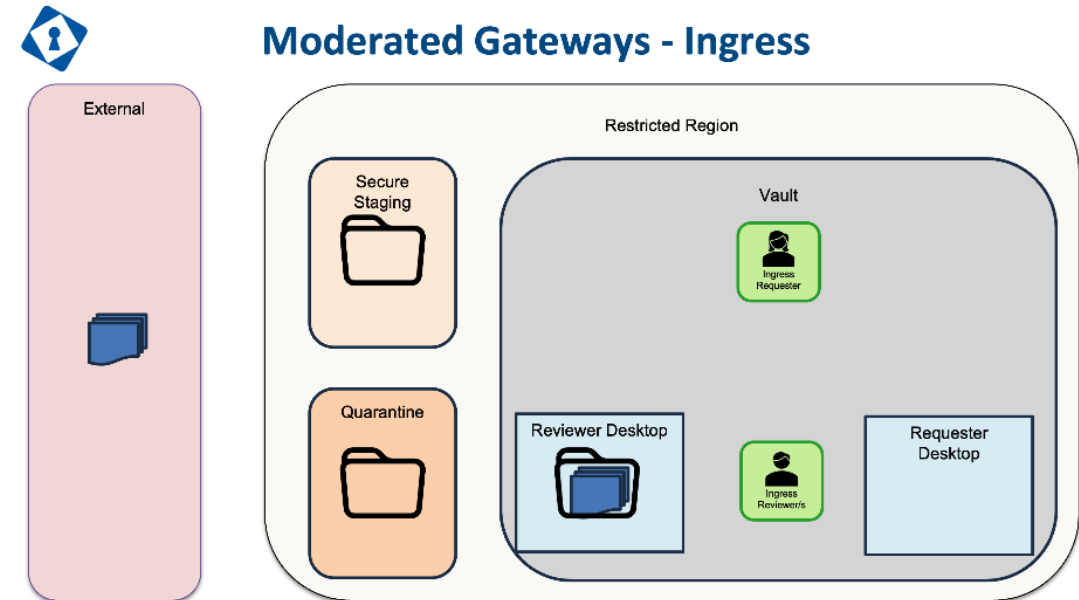 Moderated Gateways - Ingress
External
Restricted Region
Secure
Staging
Vault
Ingress
Requester
Quarantine
Reviewer Desktop
Ingress
Reviewer/s
Requester
Desktop